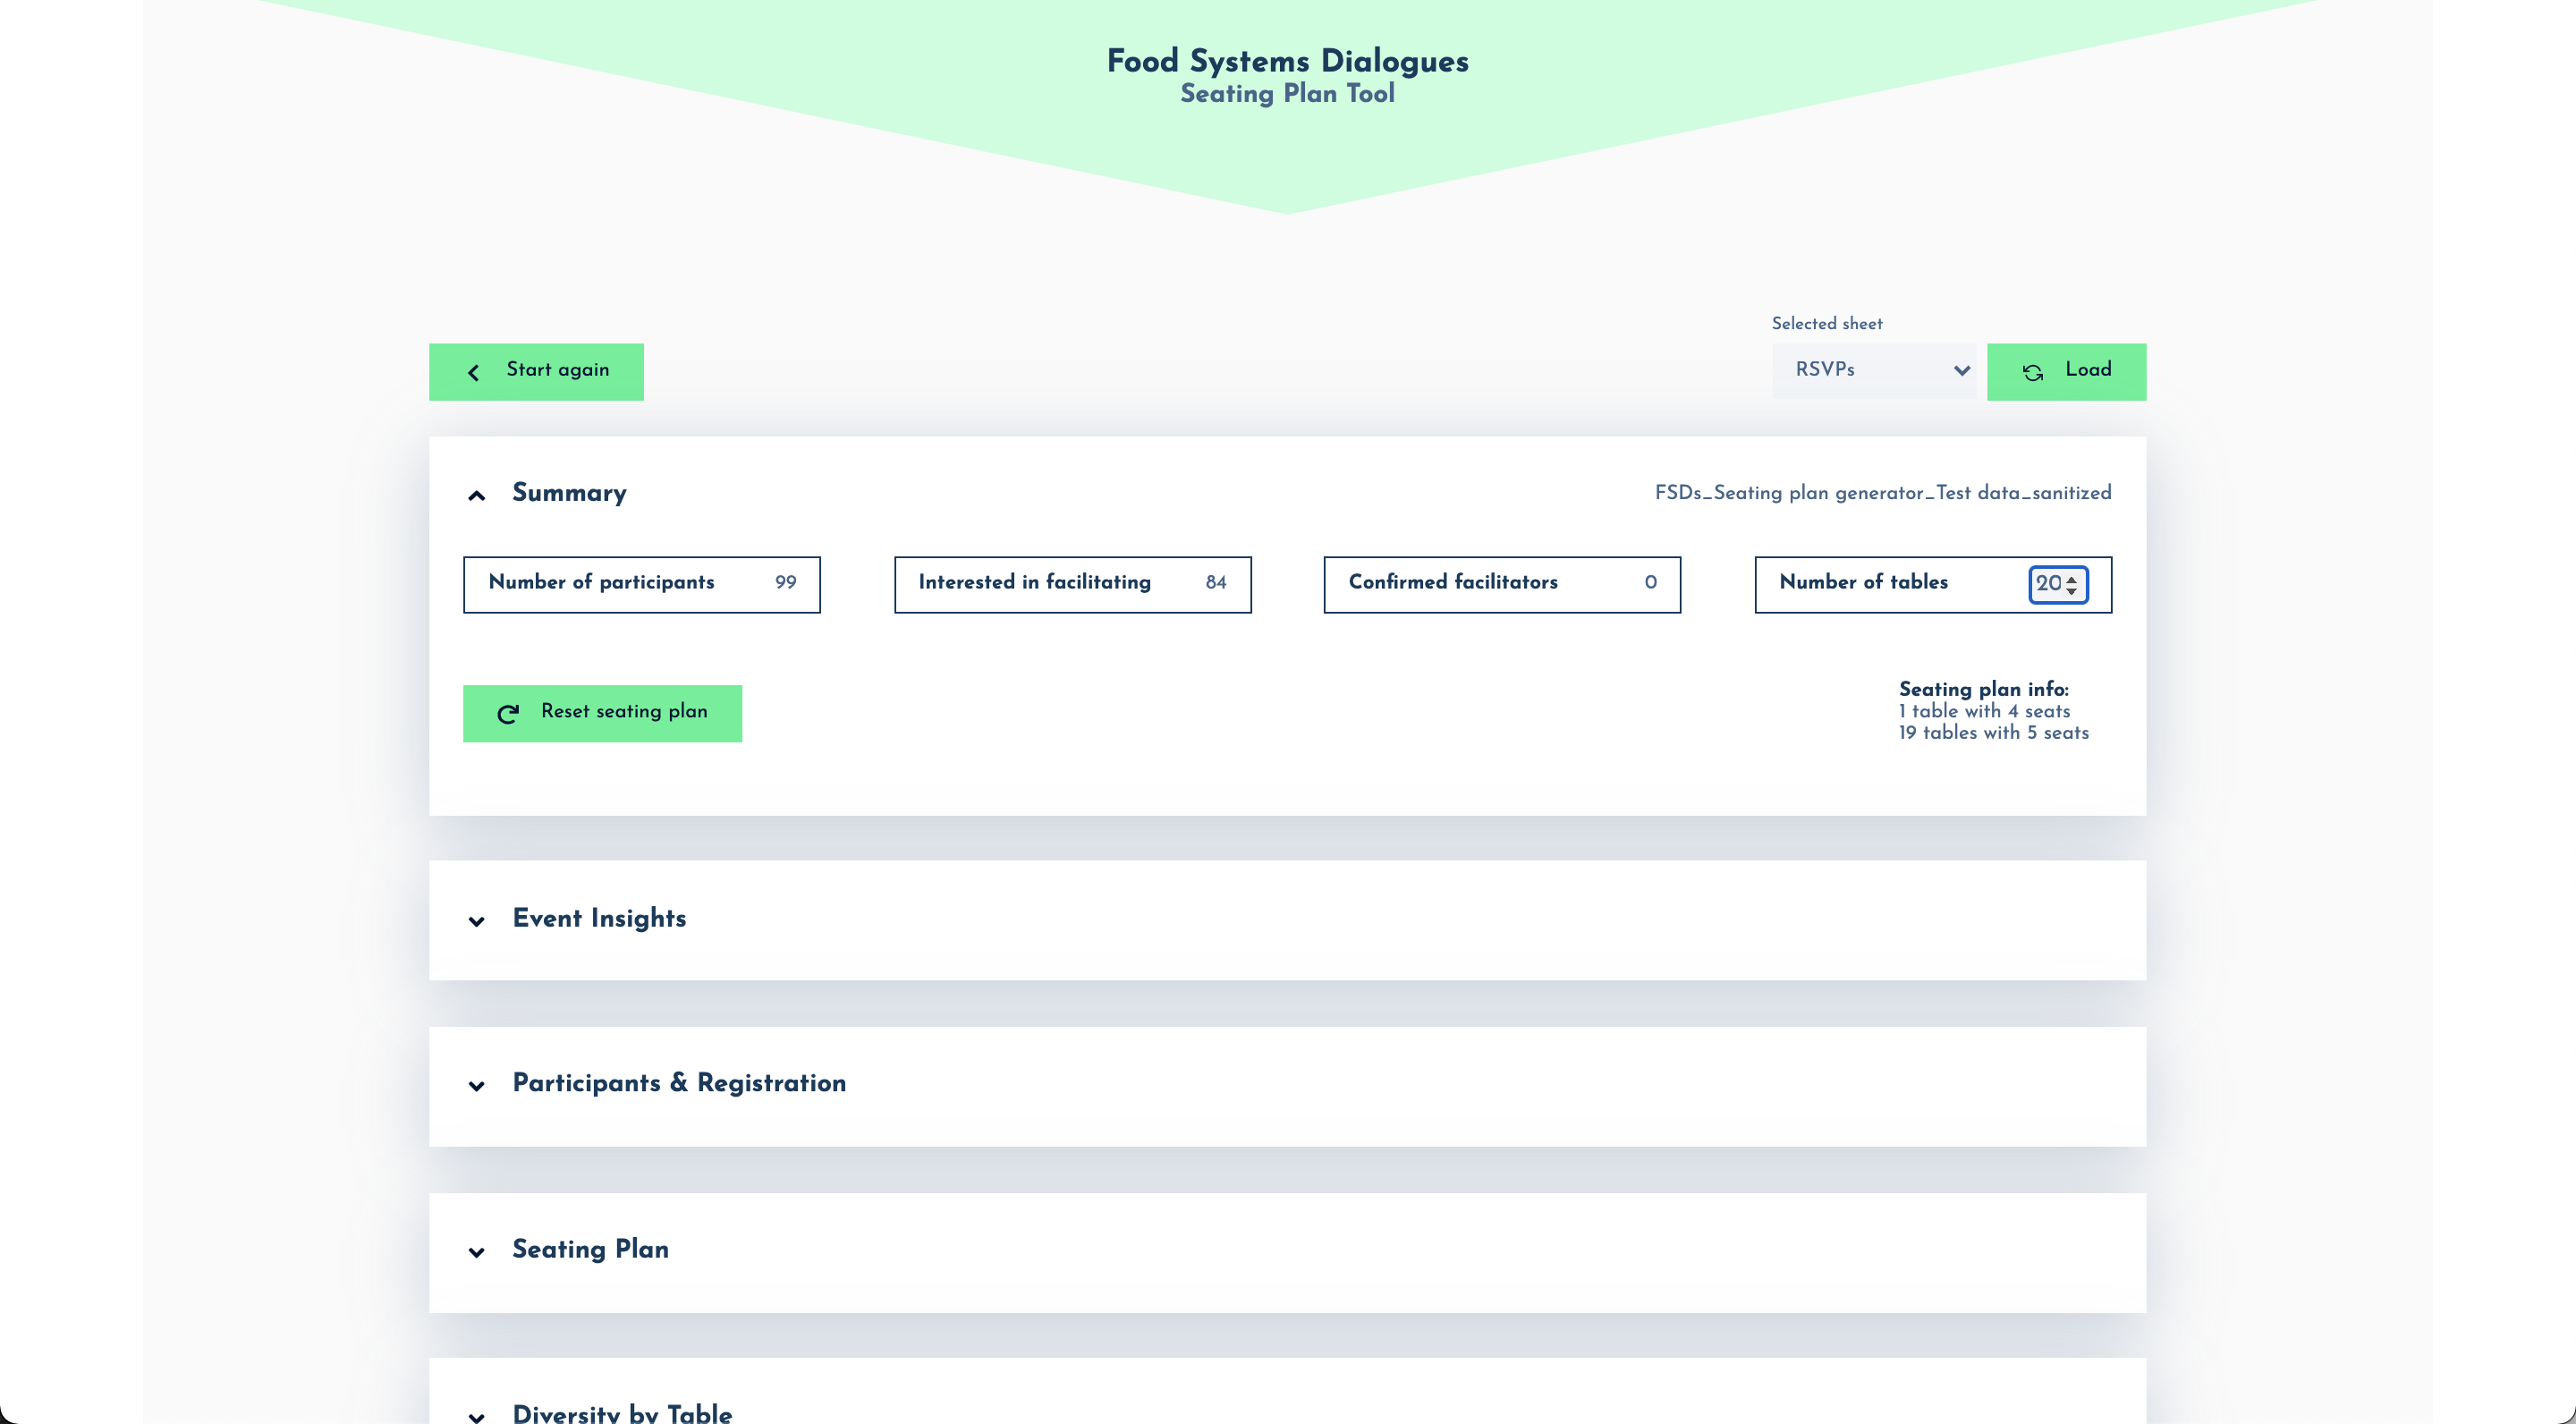 Food Systems Dialogues
Seating Plan Tool
Selected sheet
Start again
RSVPs
Load
Summary
FSDs_Seating plan generator_Test data_sanitized
Number of participants 99
Interested in facilitating 84
Confirmed facilitators 0
Number of tables 20
Reset seating plan
Seating plan info:
1 table with 4 seats
19 tables with 5 seats
Event Insights
Participants & Registration
Seating Plan
Diversity by Table